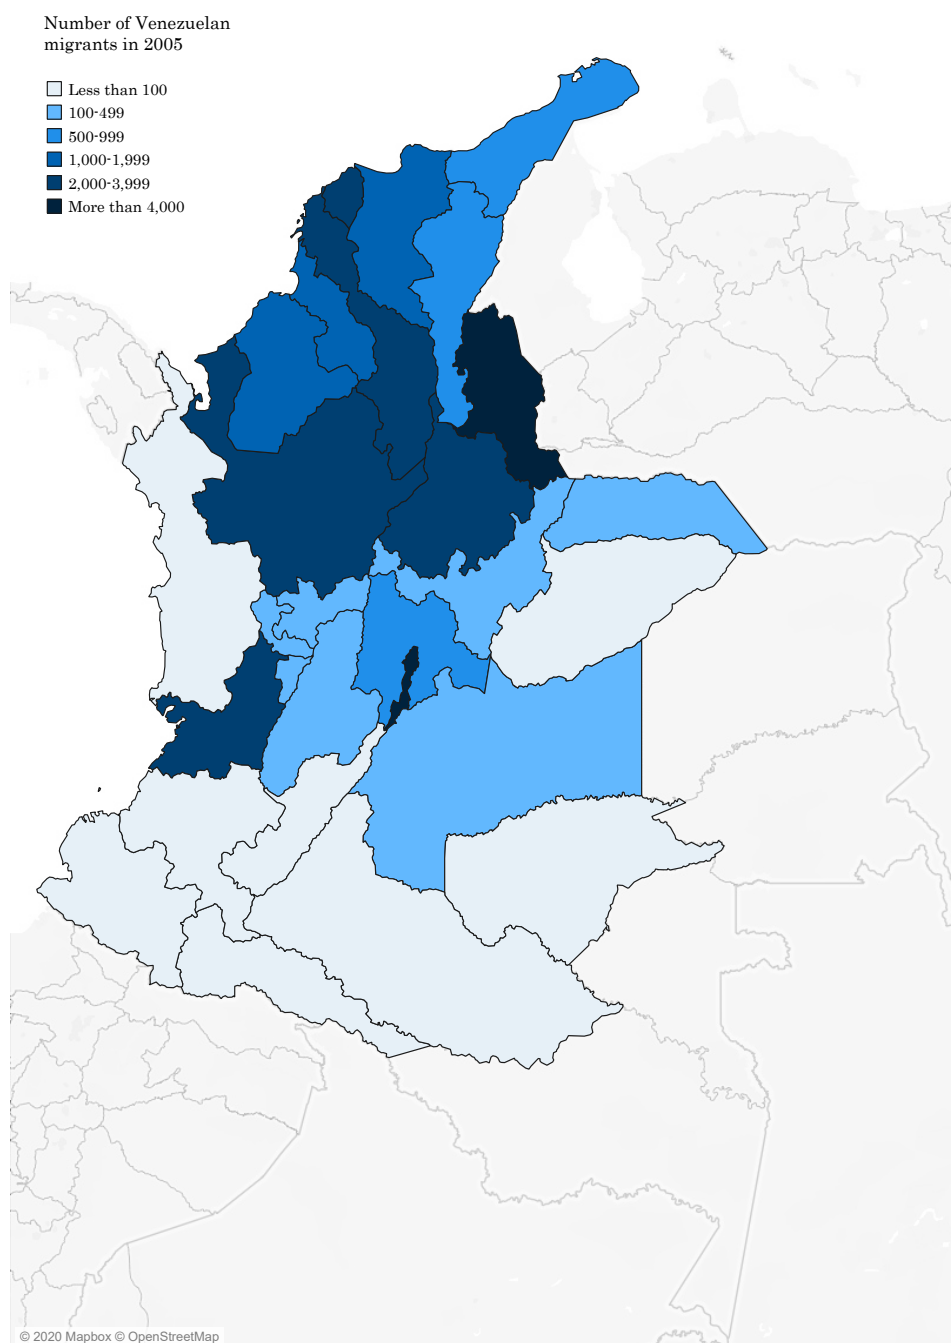 Number of Venezuelan
migrants in 2005
Less than 100
100-499
500-999
1,000-1,999
2,000-3,999
More than 4,000
© 2020 Mapbox © OpenStreetMap